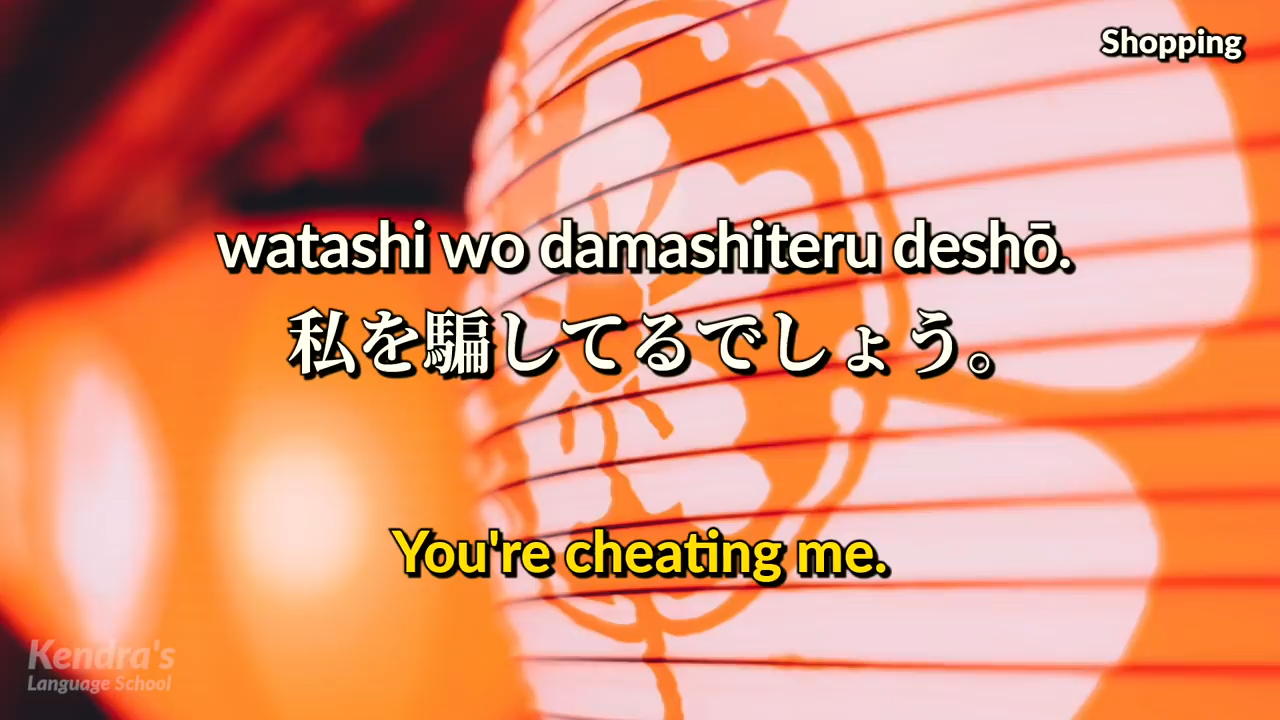 Shopping
watashi wo damashiteru deshō.
私を騙してるでしょう。
You're cheating me.
Kendra's
Language School